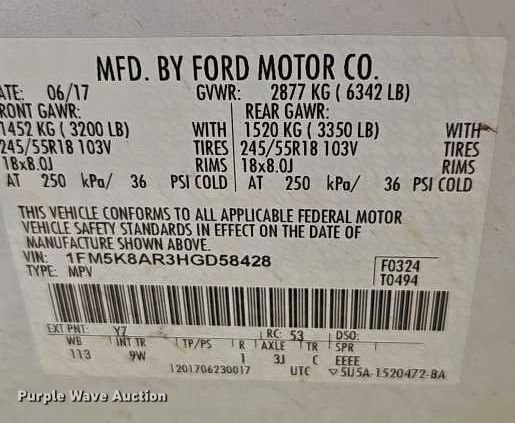 MFD. BY FORD MOTOR CO.
ATE: 06/17 GVWR: 2877 KG ( 6342 LB)
RONT GAWR: REAR GAWR:
1452 KG ( 3200 LB) WITH 1520 KG ( 3350 LB) WITH
245/55R18 103V TIRES 245/55R18 103V TIRES
18x8.0J RIMS 18x8.0J RIMS
AT 250 kPa/ 36 PSI COLD AT 250 kPa/ 36 PSI COLD
THIS VEHICLE CONFORMS TO ALL APPLICABLE FEDERAL MOTOR
VEHICLE SAFETY STANDARDS IN EFFECT ON THE DATE OF
MANUFACTURE SHOWN ABOVE.
VIN: 1FM5K8AR3HGD58428 F0324
TYPE: MPV T0494
EXT PNT: YZ RC: 53 DSO:
WB INT TR TP/PS R AXLE TR SPR
113 9W 1 3J C EEEE
1201706230017 UTC ▽5U5A-1520472-BA
Purple Wave Auction